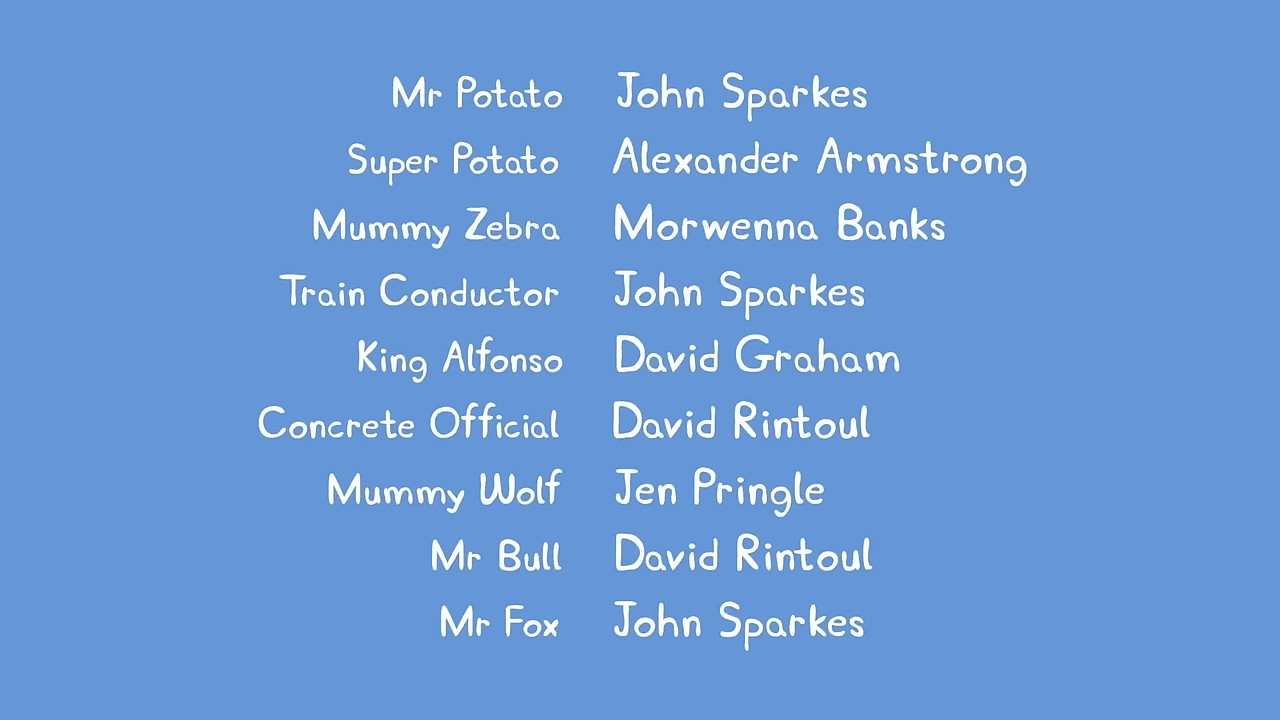 Mr Potato John Sparkes
Super Potato Alexander Armstrong
Mummy Zebra Morwenna Banks
Train Conductor John Sparkes
King Alfonso David Graham
Concrete Official David Rintoul
Mummy Wolf Jen Pringle
Mr Bull David Rintoul
Mr Fox John Sparkes